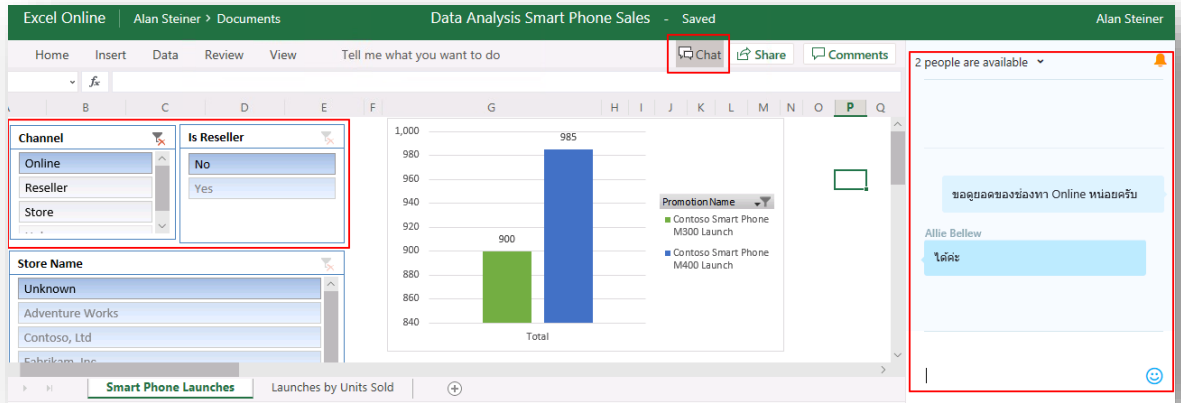 Excel Online
Alan Steiner > Documents
Data Analysis Smart Phone Sales - Saved
Alan Steiner
Home Insert Data Review View Tell me what you want to do
Chat Share Comments
2 people are available
fx
B C D E F G H I J K L M N O P Q
Channel
Online
Reseller
Store
Is Reseller
No
Yes
Store Name
Unknown
Adventure Works
Contoso, Ltd
Fabrikam, Inc
1,000
980
960
940
920
900
880
860
840
985
900
Total
Promotion Name
Contoso Smart Phone
M300 Launch
Contoso Smart Phone
M400 Launch
ขอดูยอดของช่องทา Online หน่อยครับ
Allie Bellew
ได้ค่ะ
Smart Phone Launches Launches by Units Sold